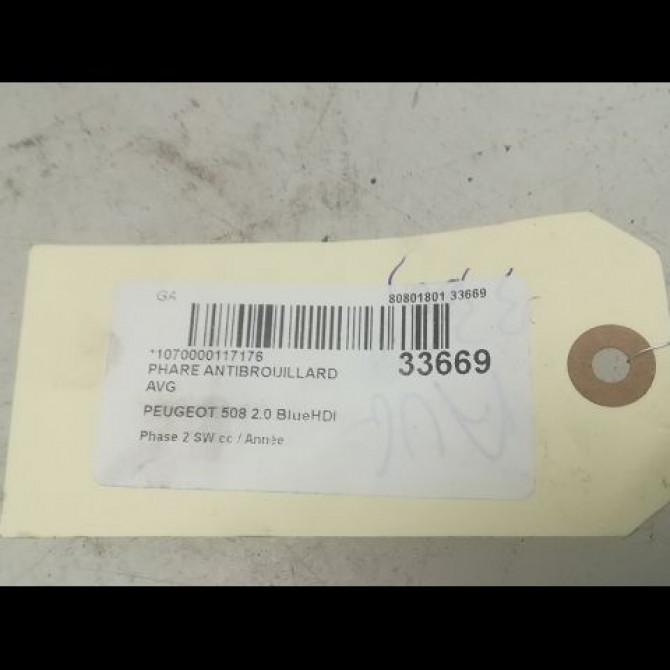 GA
80801801 33669
*1070000117176
33669
PHARE ANTIBROUILLARD
AVG
PEUGEOT 508 2.0 BlueHDI
Phase 2 SW cc / Année